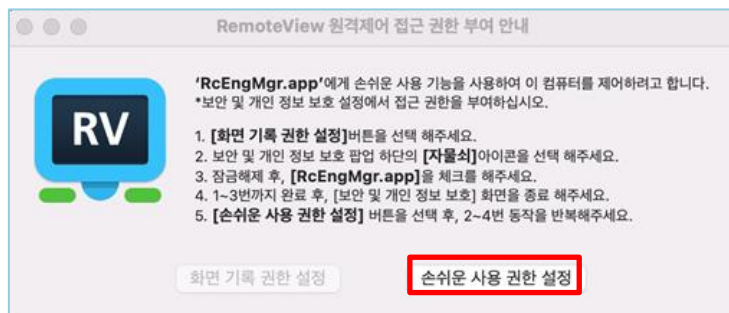 RemoteView 원격제어 접근 권한 부여 안내
'RcEngMgr.app'에게 손쉬운 사용 기능을 사용하여 이 컴퓨터를 제어하려고 합니다.
*보안 및 개인 정보 보호 설정에서 접근 권한을 부여하십시오.
RV
1. [화면 기록 권한 설정]버튼을 선택 해주세요.
2. 보안 및 개인 정보 보호 팝업 하단의 [자물쇠]아이콘을 선택 해주세요.
3. 잠금해제 후, [RcEngMgr.app]을 체크를 해주세요.
4. 1~3번까지 완료 후, [보안 및 개인 정보 보호] 화면을 종료 해주세요.
5. [손쉬운 사용 권한 설정] 버튼을 선택 후, 2~4번 동작을 반복해주세요.
화면 기록 권한 설정
손쉬운 사용 권한 설정